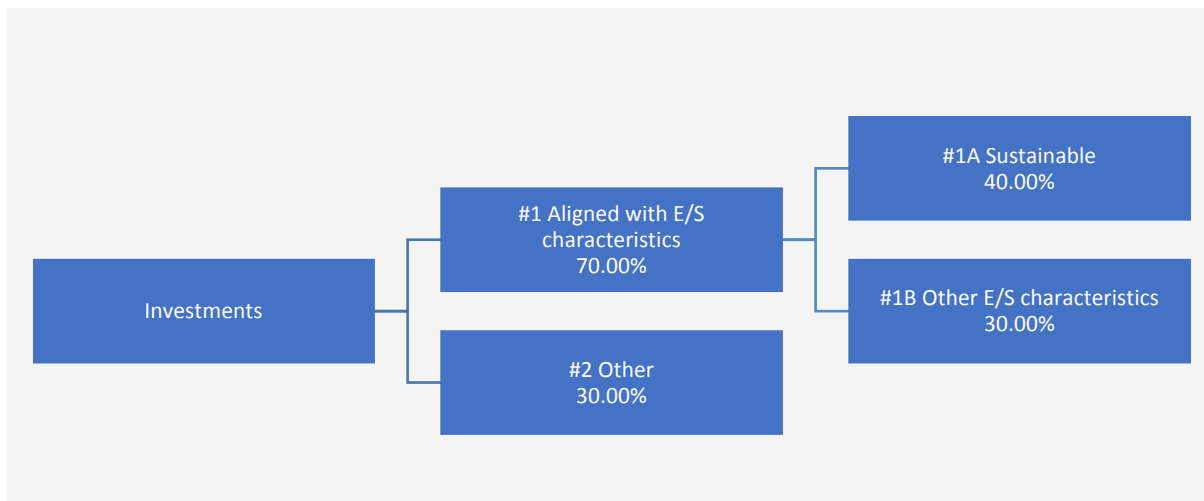 Investments
#1 Aligned with E/S
characteristics
70.00%
#2 Other
30.00%
#1A Sustainable
40.00%
#1B Other E/S characteristics
30.00%